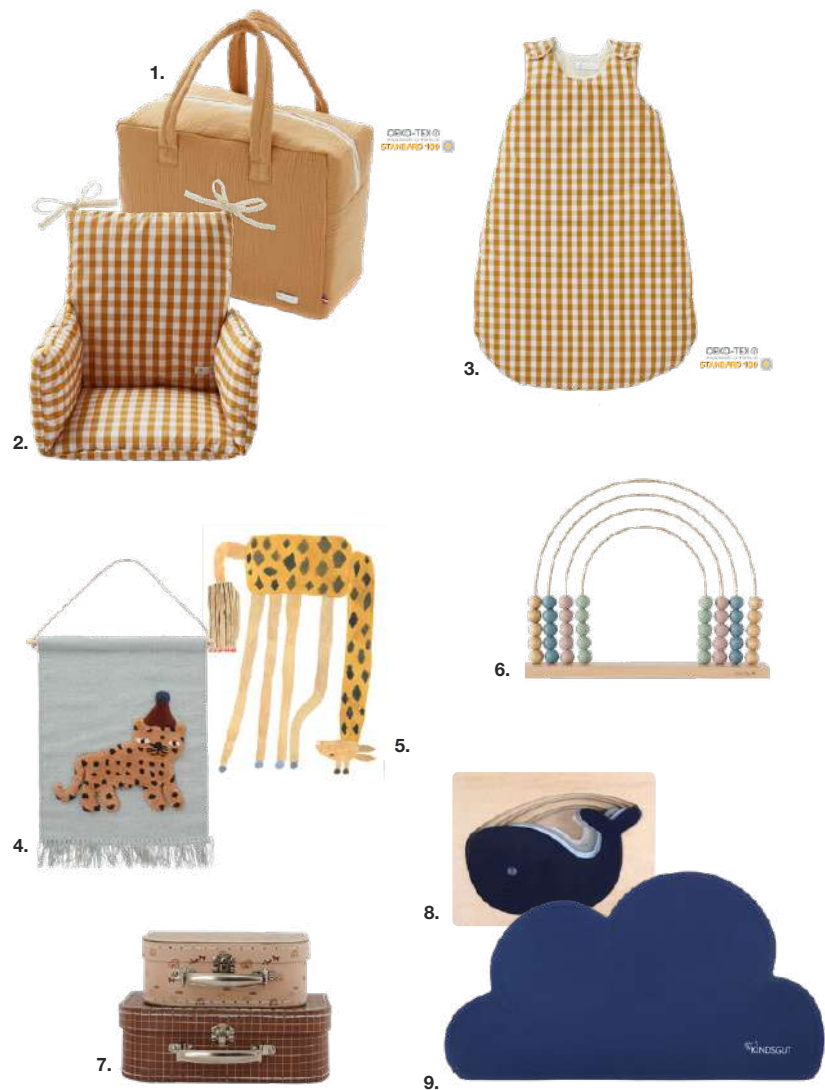 1.
OEKO-TEX®
STANDARD 100
3.
OEKO-TEX®
STANDARD 100
2.
6.
5.
4.
8.
7.
KINDSGUT
9.